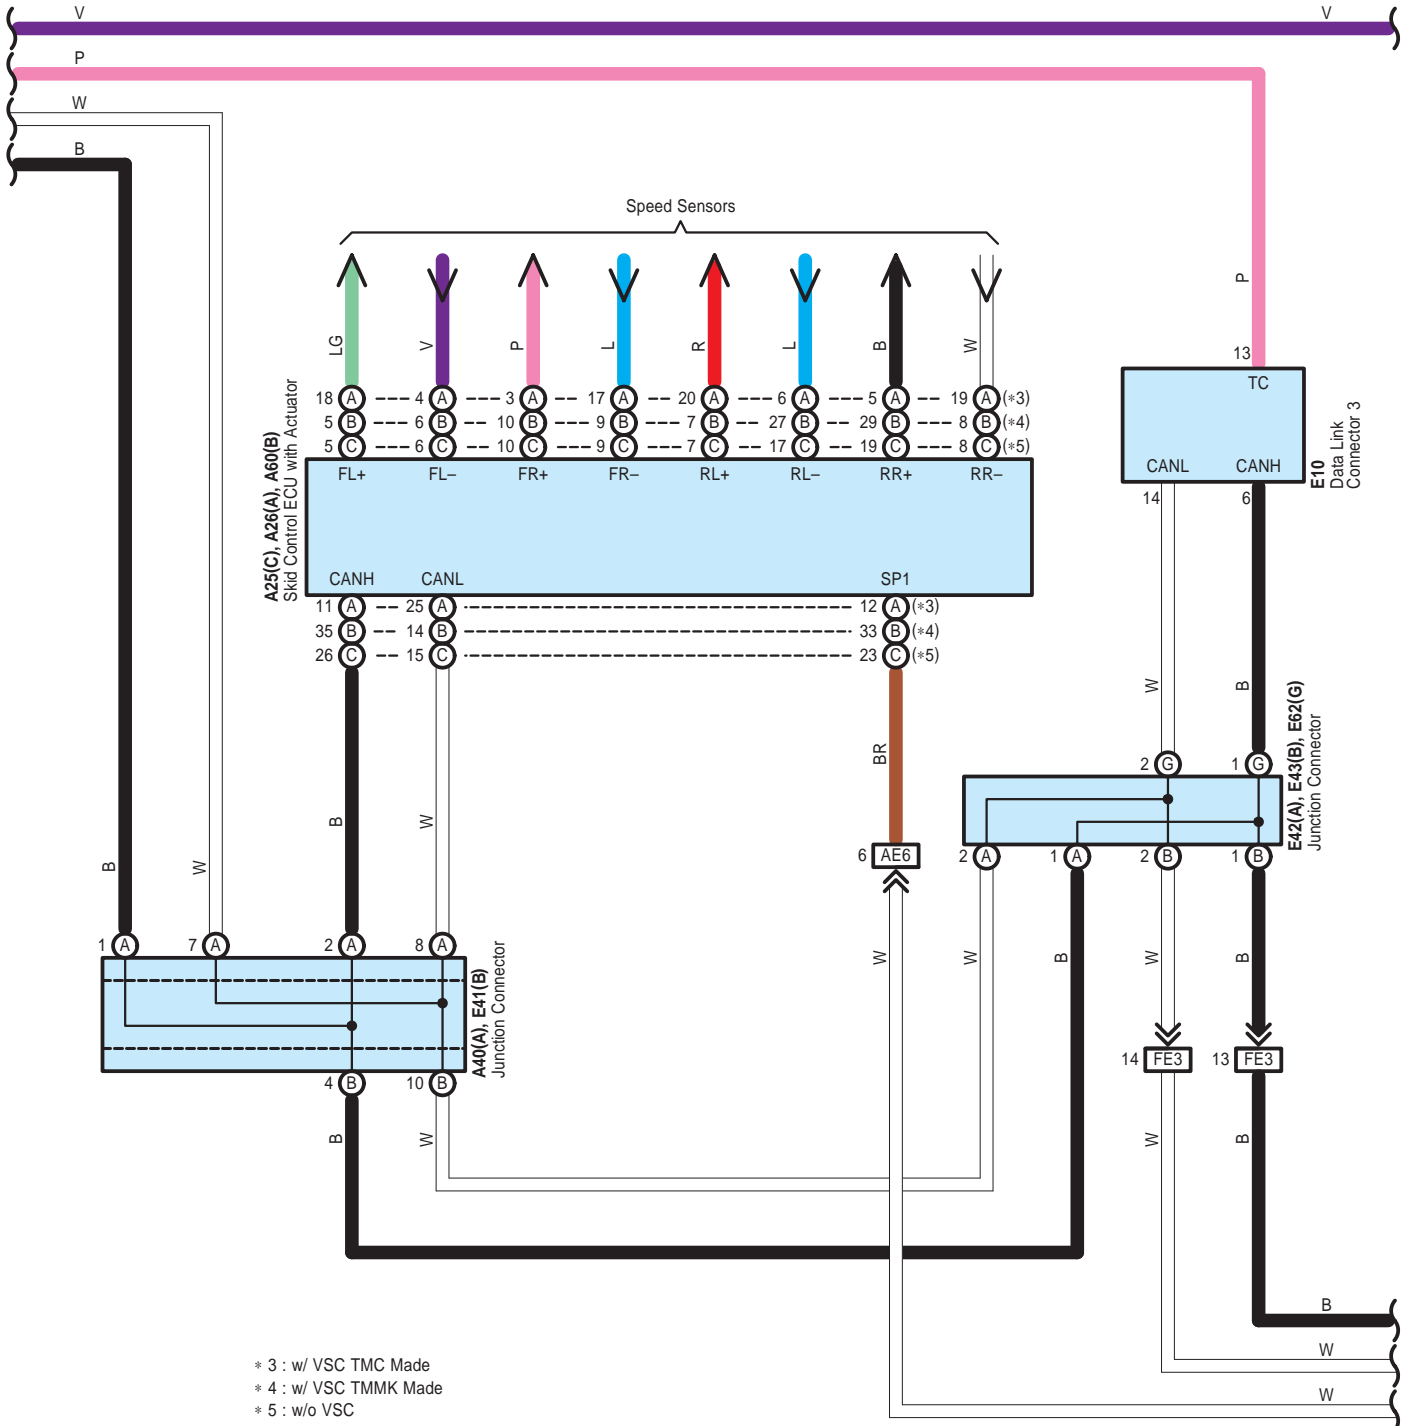 V V
P
W
B
Speed Sensors
LG V P L R L B W P
13
TC
18 A 4 A 3 A 17 A 20 A 6 A 5 A 19 A (*3)
5 B 6 B 10 B 9 B 7 B 27 B 29 B 8 B (*4)
5 C 6 C 10 C 9 C 7 C 17 C 19 C 8 C (*5)
FL+ FL– FR+ FR– RL+ RL– RR+ RR–
CANL CANH
14 6
E10
Data Link
Connector 3
A25(C), A26(A), A60(B)
Skid Control ECU with Actuator
CANH CANL SP1
11 A 25 A 12 A (*3)
35 B 14 B 33 B (*4)
26 C 15 C 23 C (*5)
W B
BR
2 G 1 G
E42(A), E43(B), E62(G)
Junction Connector
B W
6 AE6 2 A 1 A 2 B 1 B
B W
1 A 7 A 2 A 8 A
W W B W B
A40(A), E41(B)
Junction Connector
14 FE3 13 FE3
4 B 10 B
B W W B
B
W
W
* 3 : w/ VSC TMC Made
* 4 : w/ VSC TMMK Made
* 5 : w/o VSC